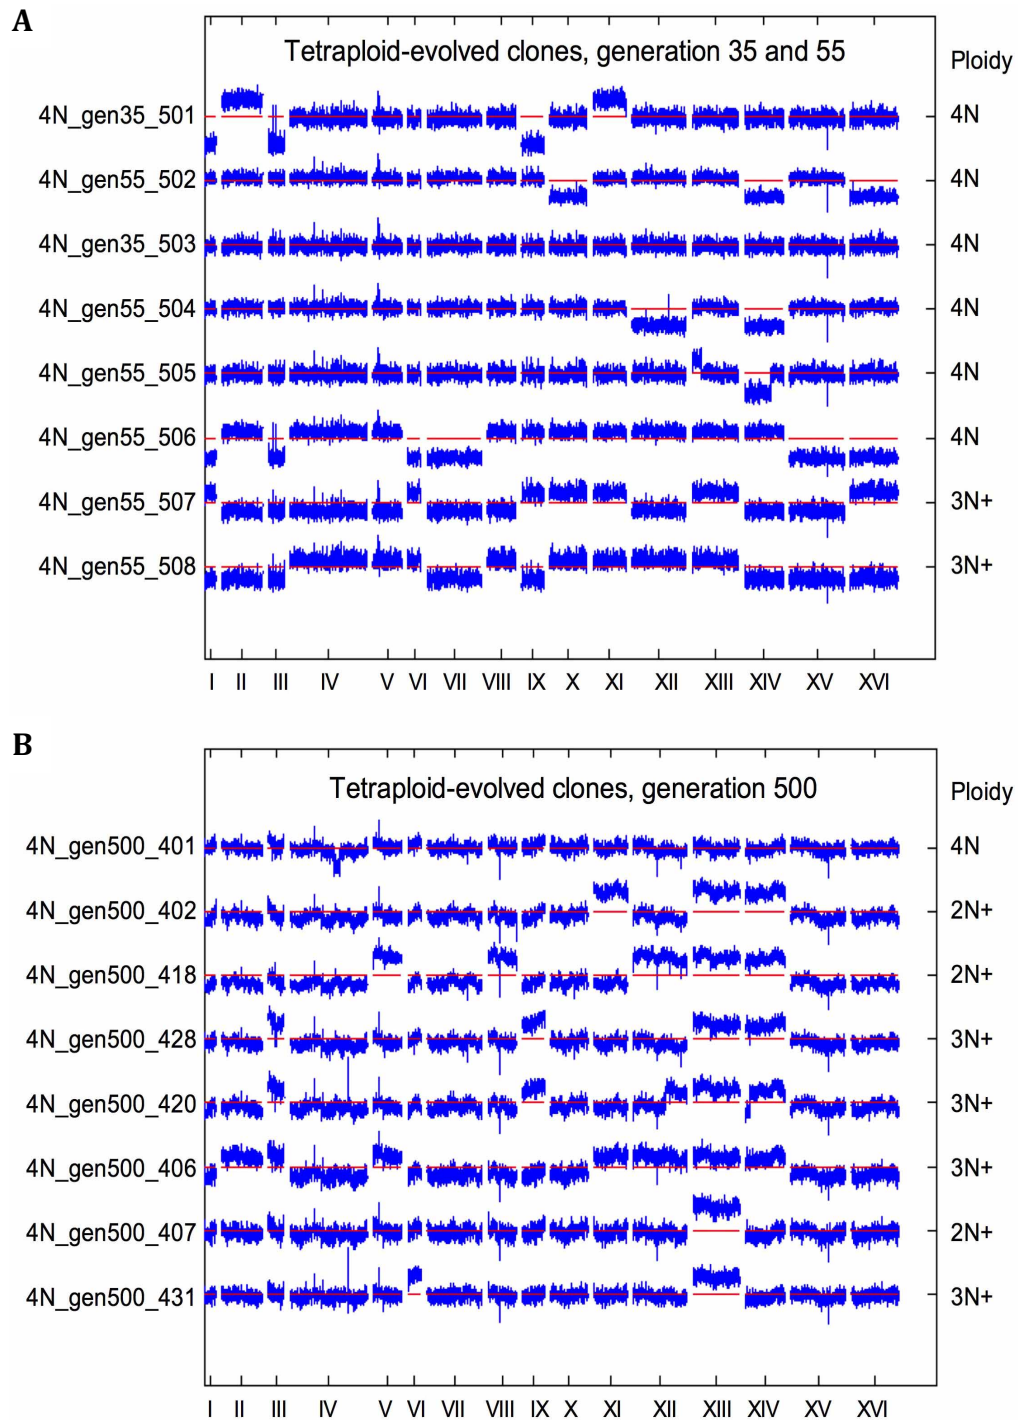 A
Tetraploid-evolved clones, generation 35 and 55
Ploidy
4N_gen35_501 4N
4N_gen55_502 4N
4N_gen35_503 4N
4N_gen55_504 4N
4N_gen55_505 4N
4N_gen55_506 4N
4N_gen55_507 3N+
4N_gen55_508 3N+
I II III IV V VI VII VIII IX X XI XII XIII XIV XV XVI
B
Tetraploid-evolved clones, generation 500
Ploidy
4N_gen500_401 4N
4N_gen500_402 2N+
4N_gen500_418 2N+
4N_gen500_428 3N+
4N_gen500_420 3N+
4N_gen500_406 3N+
4N_gen500_407 2N+
4N_gen500_431 3N+
I II III IV V VI VII VIII IX X XI XII XIII XIV XV XVI